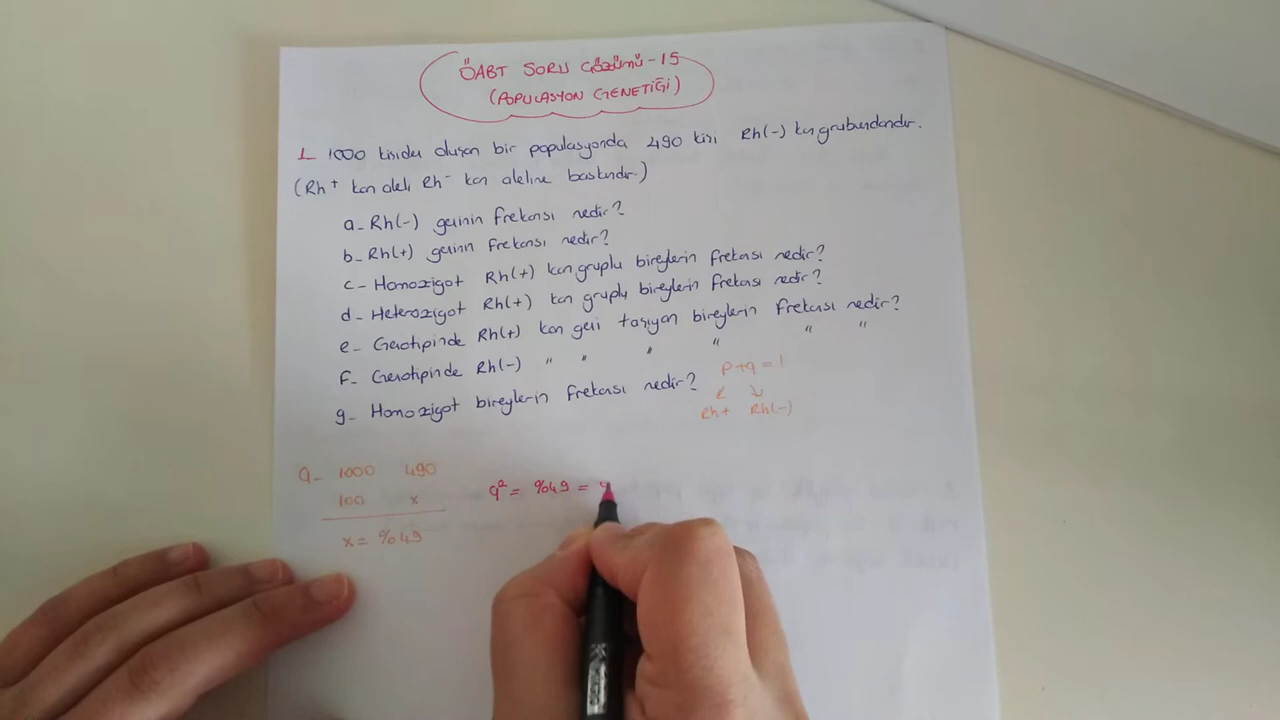 ÖABT SORU ÇÖZÜMÜ-15
(POPULASYON GENETİĞİ)
1- 1000 kişiden oluşan bir populasyonda 490 kişi Rh(-) kan grubundandır.
(Rh+ kan aleli Rh- kan aleline baskındır.)
a- Rh(-) geninin frekansı nedir?
b- Rh(+) genin frekansı nedir?
c- Homozigot Rh(+) kan gruplu bireylerin frekansı nedir?
d- Heterozigot Rh(+) kan gruplu bireylerin frekansı nedir?
e- Genotipinde Rh(+) kan geni taşıyan bireylerin frekansı nedir?
f- Genotipinde Rh(-) " " " " " "
g- Homozigot bireylerin frekansı nedir?
p+q=1
Rh+ Rh(-)
a- 1000 490
100 x
x= %49
q² = %49 =